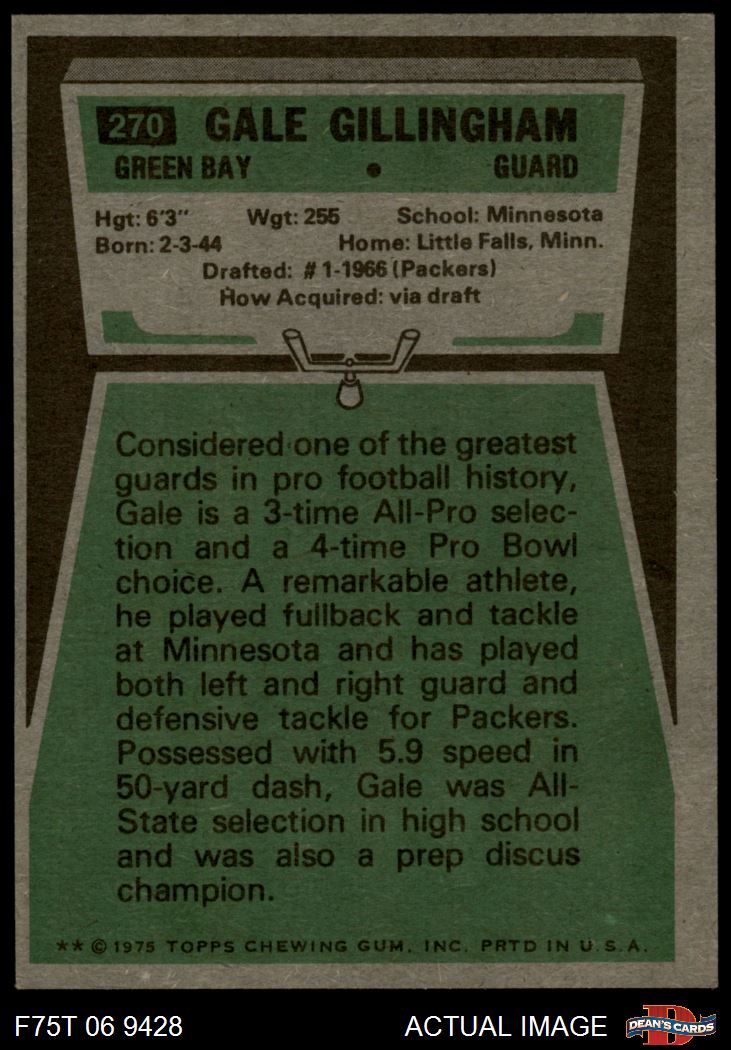 270 GALE GILLINGHAM
GREEN BAY • GUARD
Hgt: 6'3" Wgt: 255 School: Minnesota
Born: 2-3-44 Home: Little Falls, Minn.
Drafted: #1-1966 (Packers)
How Acquired: via draft
Considered one of the greatest
guards in pro football history,
Gale is a 3-time All-Pro selec-
tion and a 4-time Pro Bowl
choice. A remarkable athlete,
he played fullback and tackle
at Minnesota and has played
both left and right guard and
defensive tackle for Packers.
Possessed with 5.9 speed in
50-yard dash, Gale was All-
State selection in high school
and was also a prep discus
champion.
** © 1975 TOPPS CHEWING GUM, INC. PRTD IN U.S.A.
F75T 06 9428 ACTUAL IMAGE DEAN'S CARDS